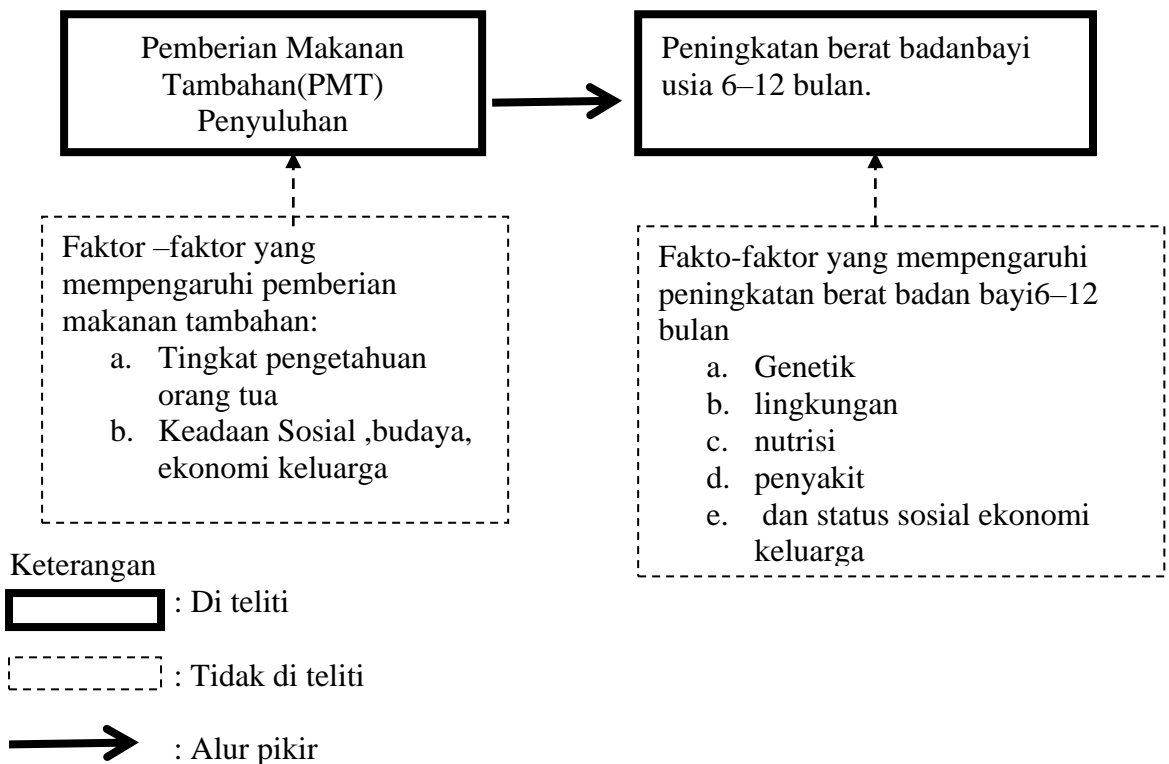 Pemberian Makanan
Tambahan(PMT)
Penyuluhan
Peningkatan berat badanbayi
usia 6–12 bulan.
Faktor –faktor yang
mempengaruhi pemberian
makanan tambahan:
a. Tingkat pengetahuan
orang tua
b. Keadaan Sosial ,budaya,
ekonomi keluarga
Fakto-faktor yang mempengaruhi
peningkatan berat badan bayi6–12
bulan
a. Genetik
b. lingkungan
c. nutrisi
d. penyakit
e. dan status sosial ekonomi
keluarga
Keterangan
: Di teliti
: Tidak di teliti
: Alur pikir